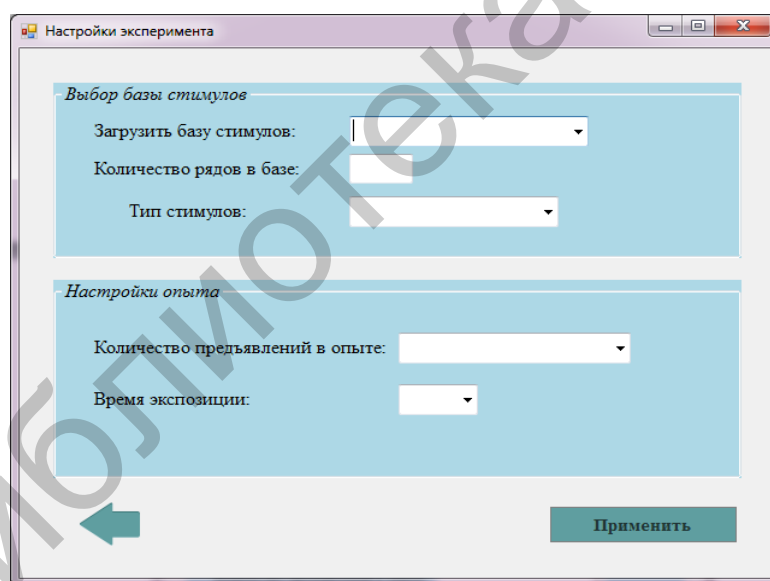 Настройки эксперимента
Выбор базы стимулов
Загрузить базу стимулов:
Количество рядов в базе:
Тип стимулов:
Настройки опыта
Количество предъявлений в опыте:
Время экспозиции:
Применить
иблиотека